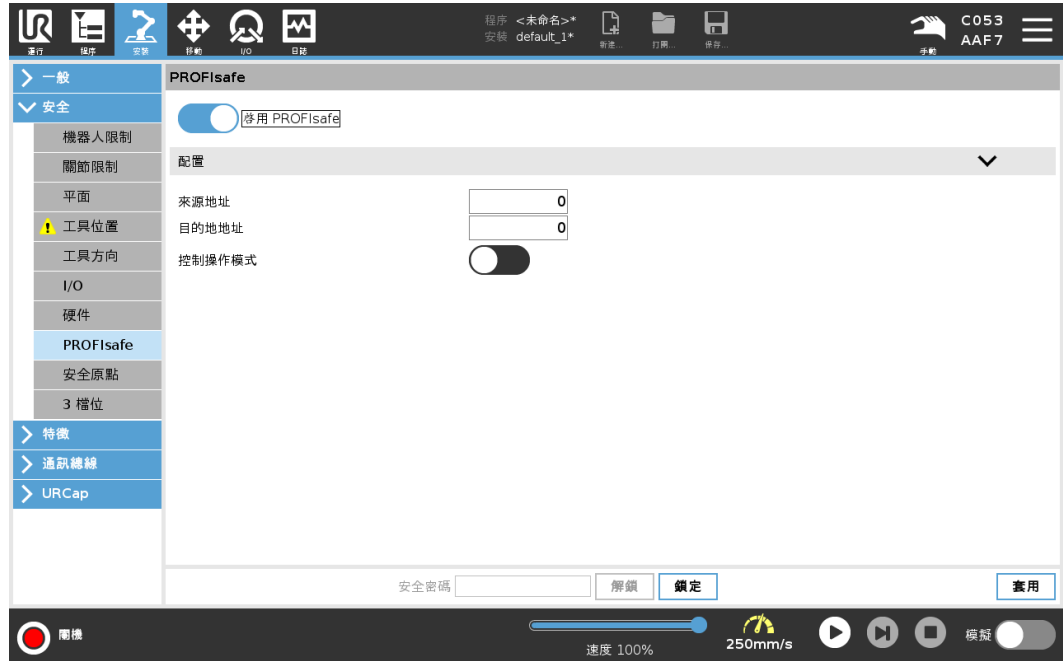 UR
運行
程序
安裝
移動
I/O
日誌
程序 <未命名>*
安裝 default_1*
新建...
打開...
保存...
手動
C053
AAF7
一般
安全
機器人限制
關節限制
平面
工具位置
工具方向
I/O
硬件
PROFIsafe
安全原點
3 檔位
特徵
通訊總線
URCap
PROFIsafe
啓用 PROFIsafe
配置
來源地址
0
目的地地址
0
控制操作模式
安全密碼
解鎖
鎖定
套用
關機
速度 100%
250mm/s
模擬